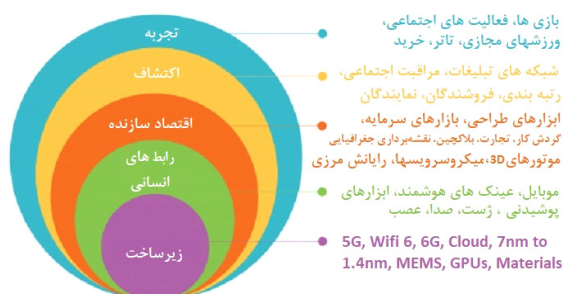 تجربه
بازی ها، فعالیت های اجتماعی،
ورزشهای مجازی، تاتر، خرید
اکتشاف
شبکه های تبلیغات، مراقبت اجتماعی،
رتبه بندی، فروشندگان، نمایندگان
اقتصاد سازنده
ابزارهای طراحی، بازارهای سرمایه،
گردش کار، تجارت، بلاکچین، نقشه‌برداری جغرافیایی
موتورهای3D،میکروسرویسها، رایانش مرزی
رابط های
انسانی
موبایل، عینک های هوشمند، ابزارهای
پوشیدنی ، ژست، صدا، عصب
زیرساخت
5G, Wifi 6, 6G, Cloud, 7nm to
1.4nm, MEMS, GPUs, Materials